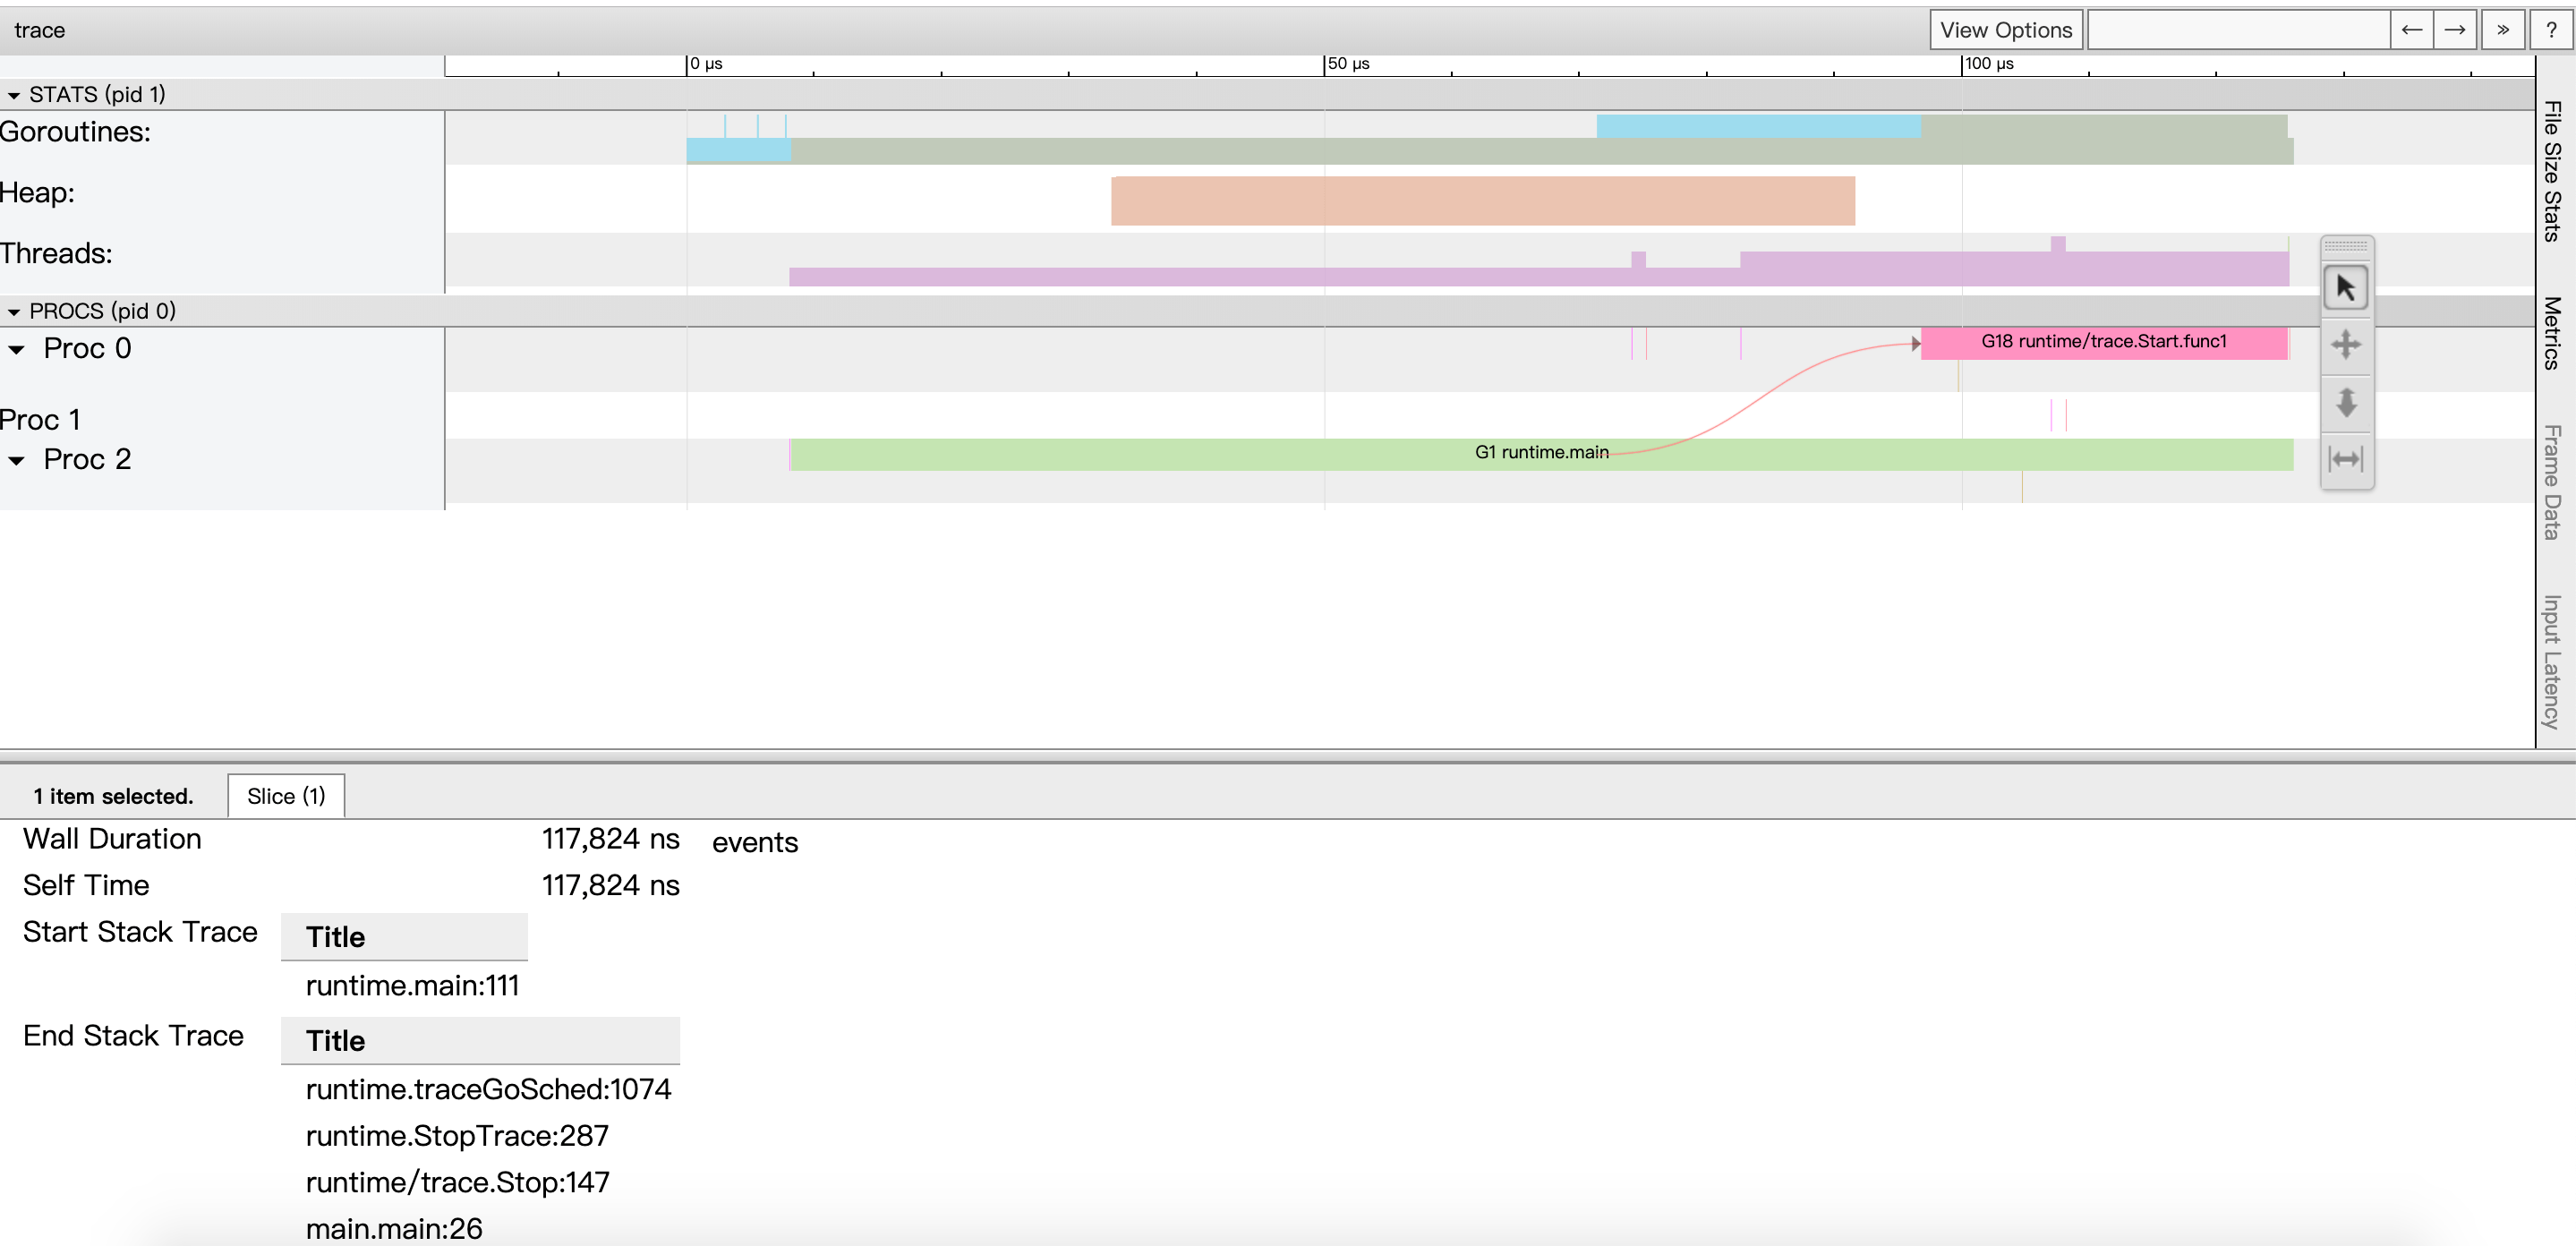 trace
View Options
← → » ?
0 μs 50 μs 100 μs
STATS (pid 1)
Goroutines:
Heap:
Threads:
PROCS (pid 0)
Proc 0
G18 runtime/trace.Start.func1
Proc 1
Proc 2
G1 runtime.main
File Size Stats
Metrics
Frame Data
Input Latency
1 item selected.
Slice (1)
Wall Duration 117,824 ns events
Self Time 117,824 ns
Start Stack Trace Title
runtime.main:111
End Stack Trace Title
runtime.traceGoSched:1074
runtime.StopTrace:287
runtime/trace.Stop:147
main.main:26